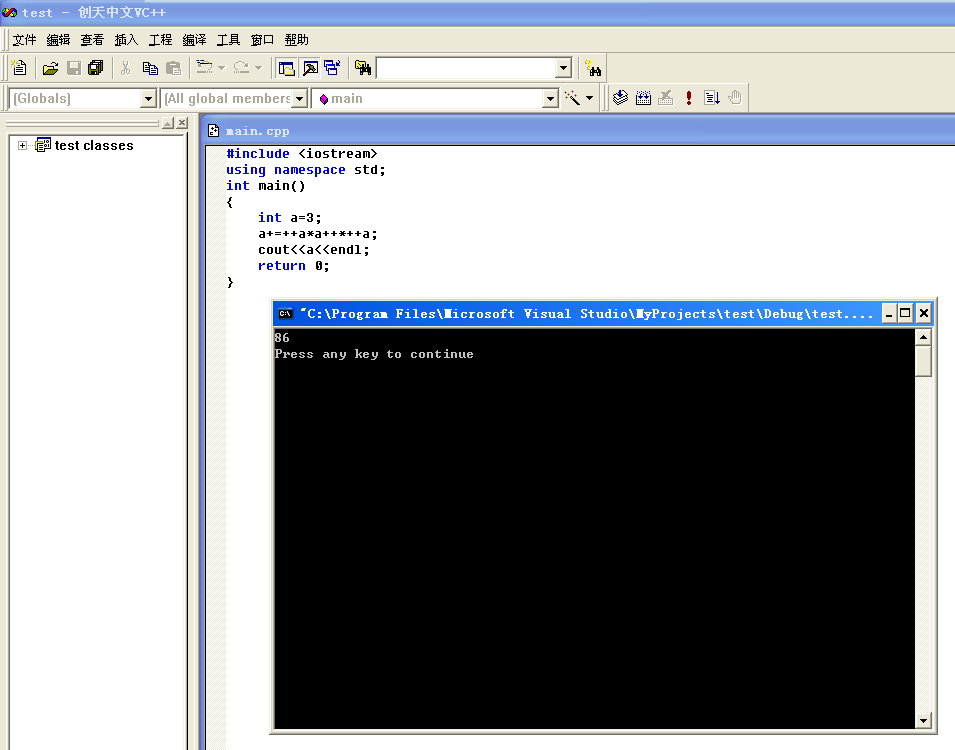 test - 创天中文VC++
文件 编辑 查看 插入 工程 编译 工具 窗口 帮助
[Globals] [All global members main
test classes
main.cpp
#include <iostream>
using namespace std;
int main()
{
int a=3;
a+=++a*a++*++a;
cout<<a<<endl;
return 0;
}
"C:\Program Files\Microsoft Visual Studio\MyProjects\test\Debug\test....
86
Press any key to continue